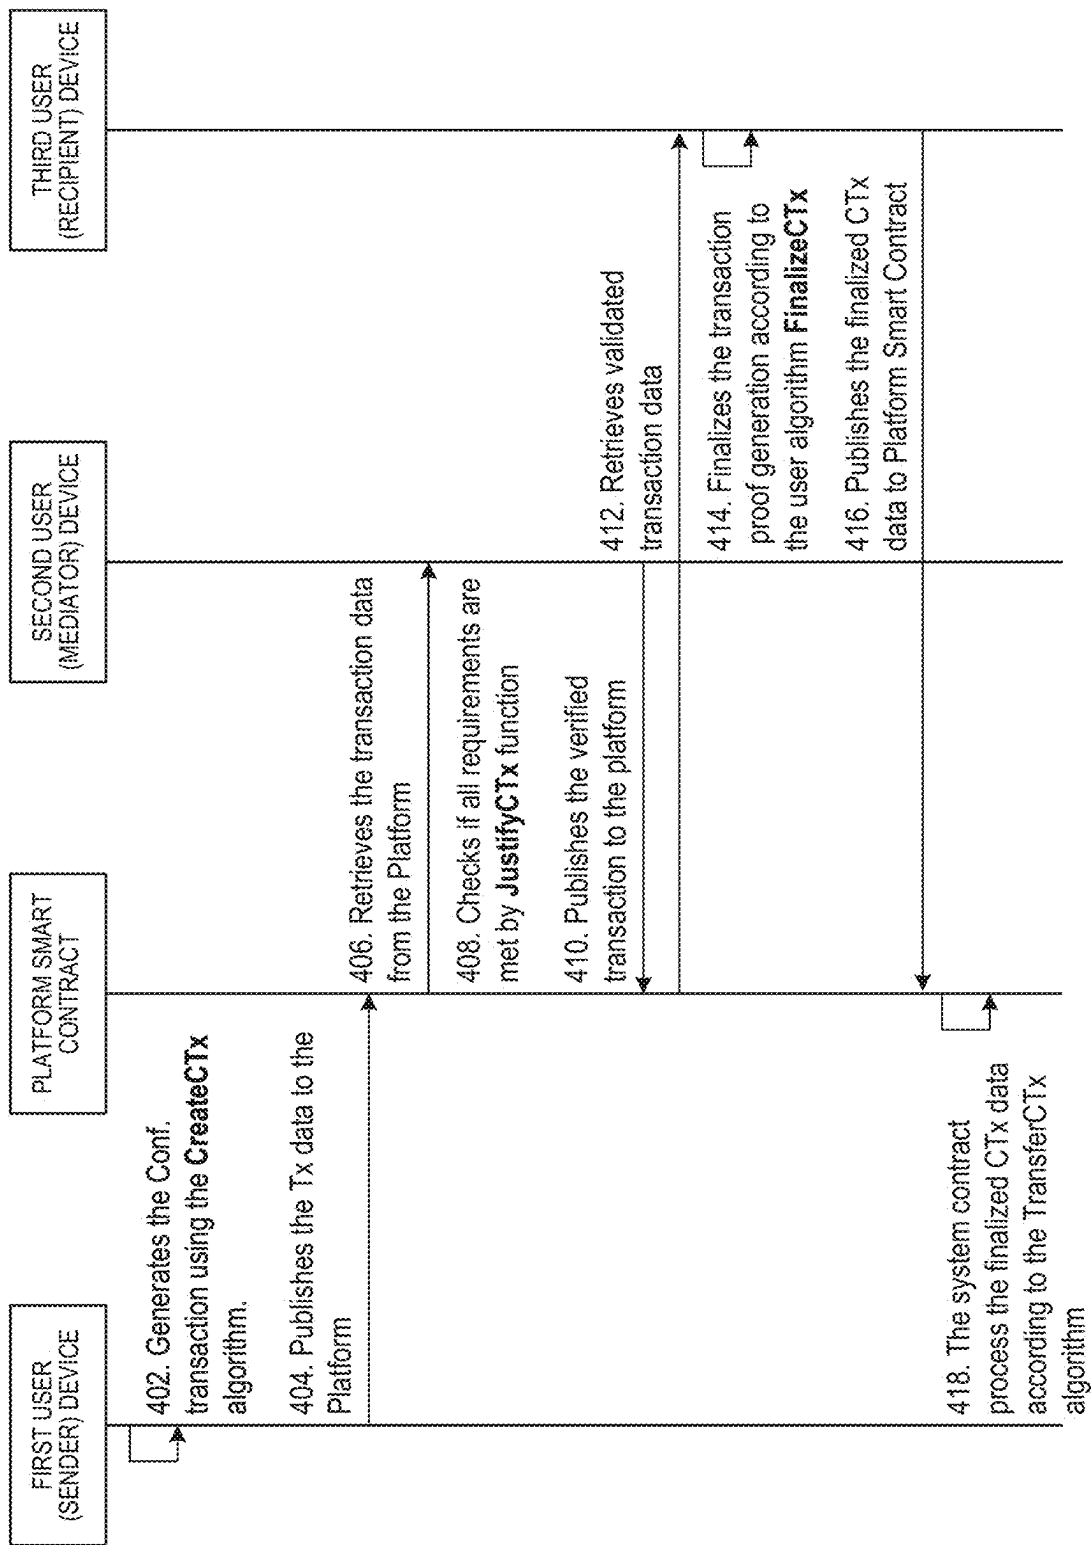 FIRST USER
(SENDER) DEVICE
PLATFORM SMART
CONTRACT
SECOND USER
(MEDIATOR) DEVICE
THIRD USER
(RECIPIENT) DEVICE
402. Generates the Conf.
transaction using the CreateCTx
algorithm.
404. Publishes the Tx data to the
Platform
406. Retrieves the transaction data
from the Platform
408. Checks if all requirements are
met by JustifyCTx function
410. Publishes the verified
transaction to the platform
412. Retrieves validated
transaction data
414. Finalizes the transaction
proof generation according to
the user algorithm FinalizeCTx
416. Publishes the finalized CTx
data to Platform Smart Contract
418. The system contract
process the finalized CTx data
according to the TransferCTx
algorithm